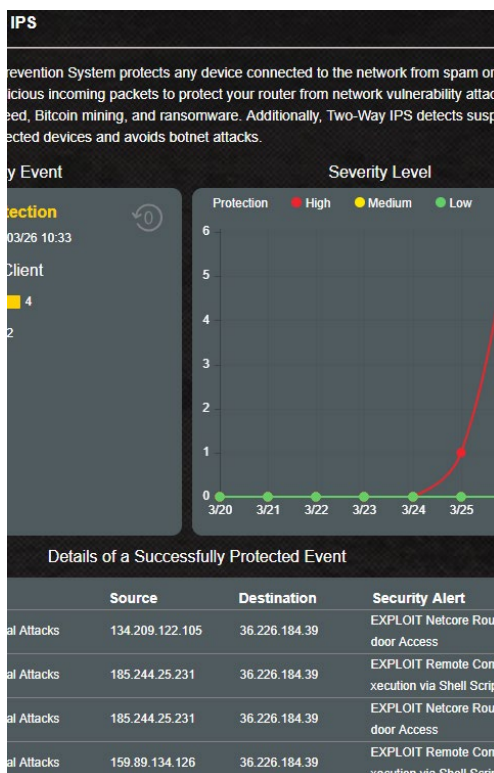 IPS
revention System protects any device connected to the network from spam or
licious incoming packets to protect your router from network vulnerability attac
eed, Bitcoin mining, and ransomware. Additionally, Two-Way IPS detects susp
ected devices and avoids botnet attacks.
y Event
Severity Level
ection
0
03/26 10:33
Client
4
2
Protection High Medium Low
6
5
4
3
2
1
0
3/20 3/21 3/22 3/23 3/24 3/25
Details of a Successfully Protected Event
Source Destination Security Alert
al Attacks 134.209.122.105 36.226.184.39 EXPLOIT Netcore Rou
door Access
al Attacks 185.244.25.231 36.226.184.39 EXPLOIT Remote Con
xecution via Shell Scrip
al Attacks 185.244.25.231 36.226.184.39 EXPLOIT Netcore Rou
door Access
al Attacks 159.89.134.126 36.226.184.39 EXPLOIT Remote Con
xecution via Shell Scrip